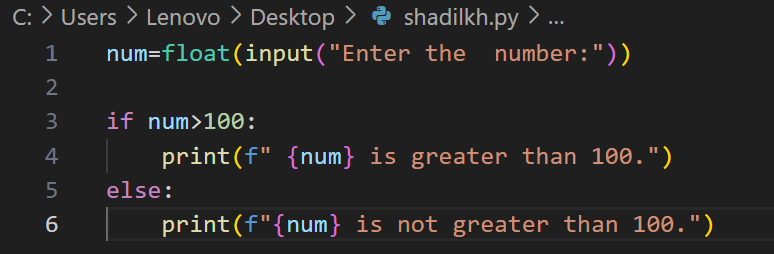 C: > Users > Lenovo > Desktop > shadilkh.py > ...
1 num=float(input("Enter the  number:"))
2
3 if num>100:
4     print(f" {num} is greater than 100.")
5 else:
6     print(f"{num} is not greater than 100.")